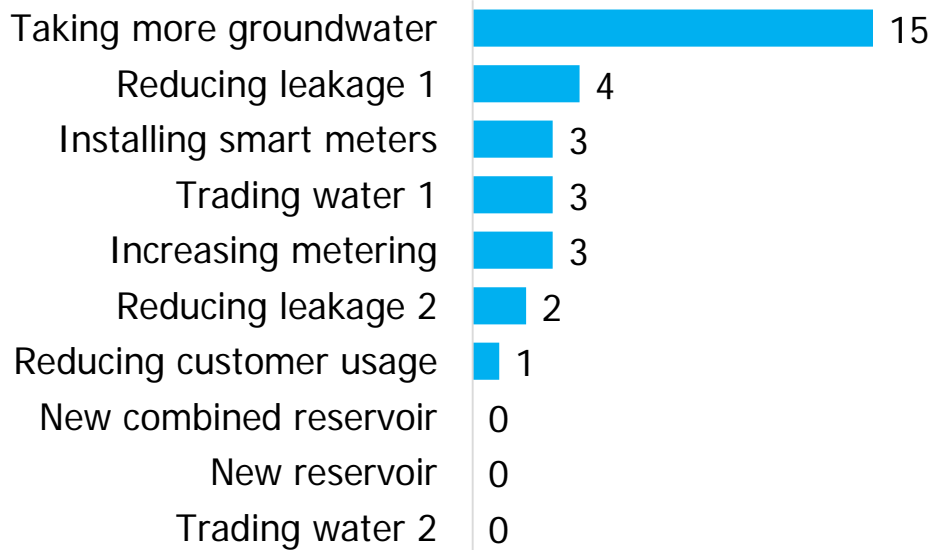 Taking more groundwater 15
Reducing leakage 1 4
Installing smart meters 3
Trading water 1 3
Increasing metering 3
Reducing leakage 2 2
Reducing customer usage 1
New combined reservoir 0
New reservoir 0
Trading water 2 0